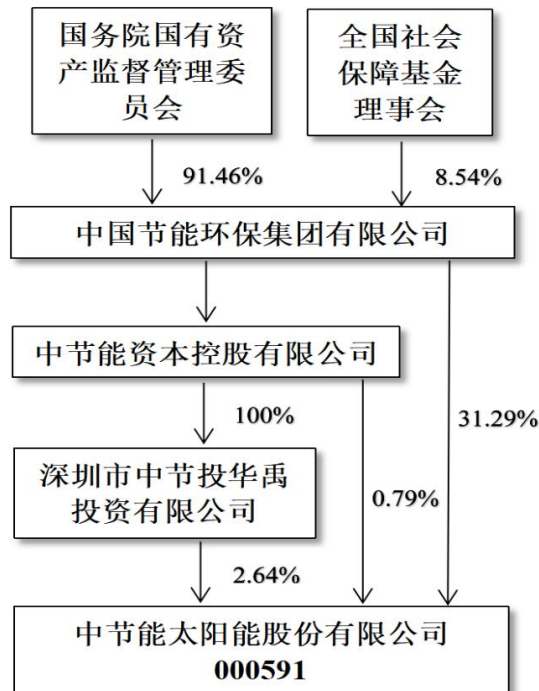 国务院国有资
产监督管理委
员会
全国社会
保障基金
理事会
91.46%
8.54%
中国节能环保集团有限公司
中节能资本控股有限公司
100%
31.29%
深圳市中节投华禹
投资有限公司
0.79%
2.64%
中节能太阳能股份有限公司
000591